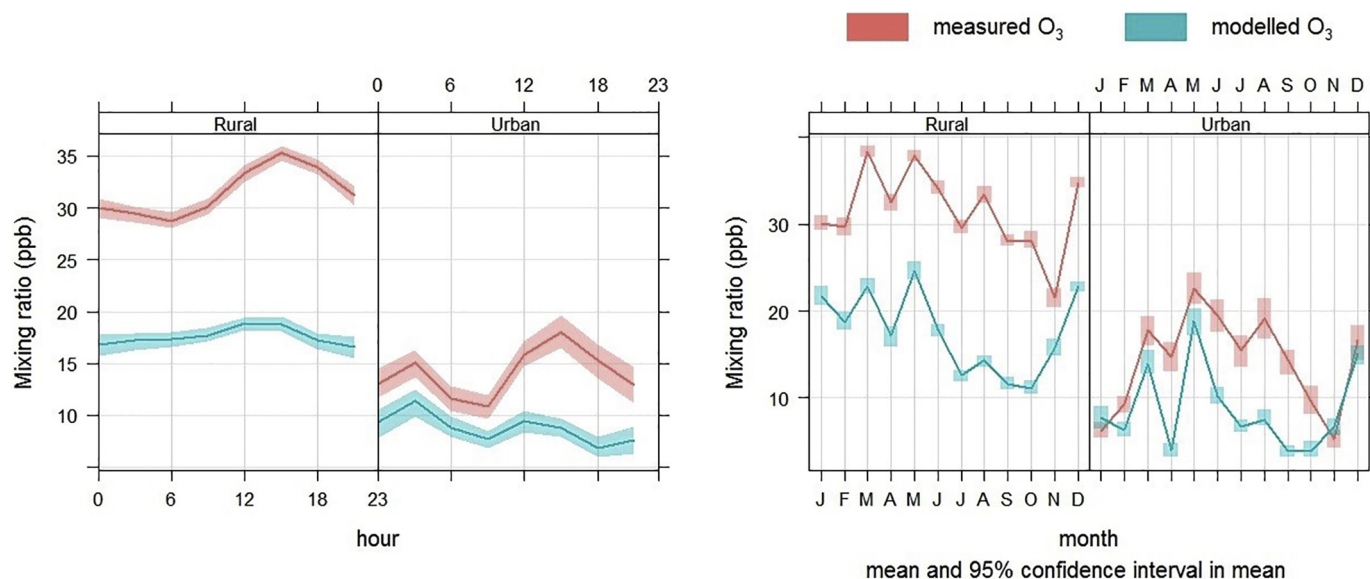 measured O₃ modelled O₃
0 6 12 18 23
J F M A M J J A S O N D
Rural Urban
Rural Urban
Mixing ratio (ppb)
35
30
25
20
15
10
0 6 12 18 23
hour
Mixing ratio (ppb)
30
20
10
J F M A M J J A S O N D
month
mean and 95% confidence interval in mean